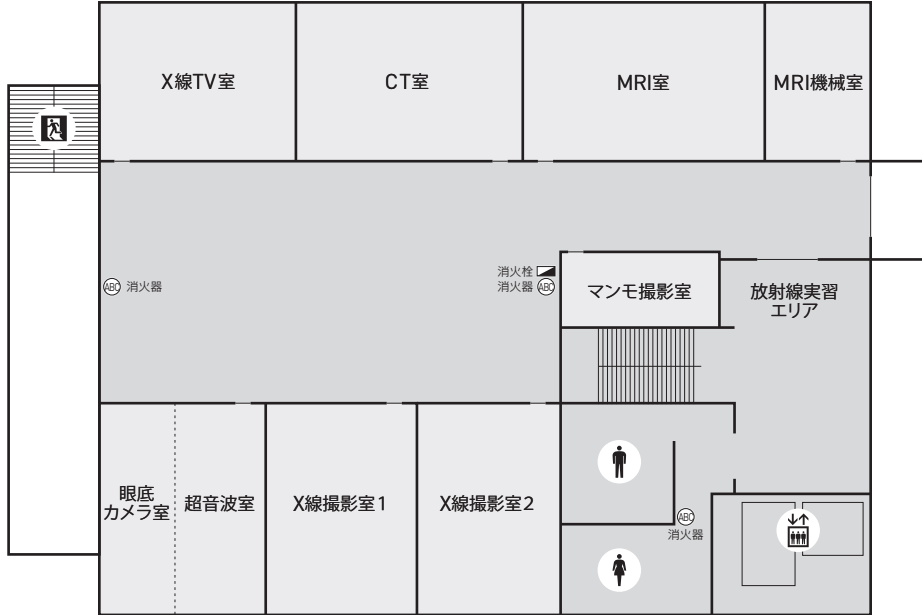 X線TV室
CT室
MRI室
MRI機械室
ABC 消火器
消火栓
消火器 ABC
マンモ撮影室
放射線実習
エリア
眼底
カメラ室
超音波室
X線撮影室1
X線撮影室2
ABC
消火器